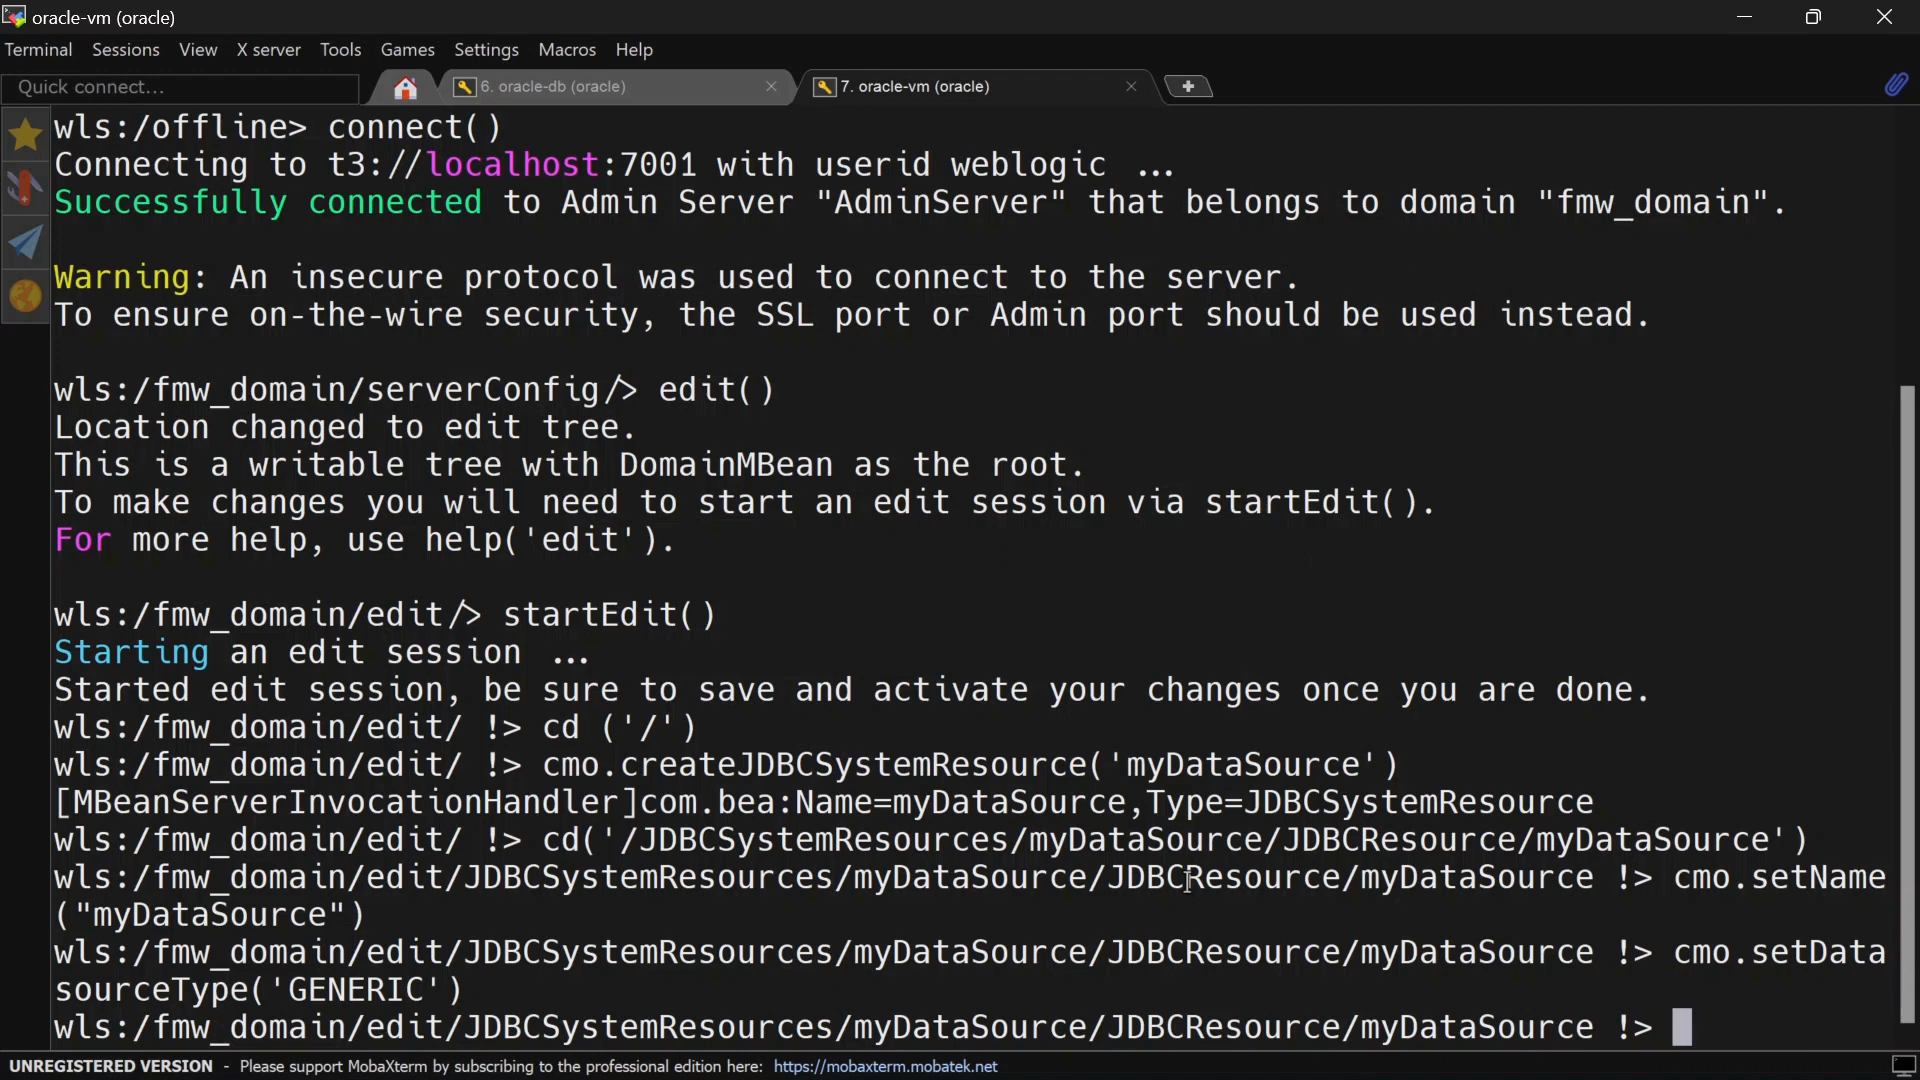 oracle-vm (oracle)
Terminal Sessions View X server Tools Games Settings Macros Help
Quick connect...
6. oracle-db (oracle)
7. oracle-vm (oracle)
wls:/offline> connect()
Connecting to t3://localhost:7001 with userid weblogic ...
Successfully connected to Admin Server "AdminServer" that belongs to domain "fmw_domain".
Warning: An insecure protocol was used to connect to the server.
To ensure on-the-wire security, the SSL port or Admin port should be used instead.
wls:/fmw_domain/serverConfig/> edit()
Location changed to edit tree.
This is a writable tree with DomainMBean as the root.
To make changes you will need to start an edit session via startEdit().
For more help, use help('edit').
wls:/fmw_domain/edit/> startEdit()
Starting an edit session ...
Started edit session, be sure to save and activate your changes once you are done.
wls:/fmw_domain/edit/ !> cd ('/')
wls:/fmw_domain/edit/ !> cmo.createJDBCSystemResource('myDataSource')
[MBeanServerInvocationHandler]com.bea:Name=myDataSource,Type=JDBCSystemResource
wls:/fmw_domain/edit/ !> cd('/JDBCSystemResources/myDataSource/JDBCResource/myDataSource')
wls:/fmw_domain/edit/JDBCSystemResources/myDataSource/JDBCResource/myDataSource !> cmo.setName
("myDataSource")
wls:/fmw_domain/edit/JDBCSystemResources/myDataSource/JDBCResource/myDataSource !> cmo.setData
sourceType('GENERIC')
wls:/fmw_domain/edit/JDBCSystemResources/myDataSource/JDBCResource/myDataSource !>
UNREGISTERED VERSION - Please support MobaXterm by subscribing to the professional edition here: https://mobaxterm.mobatek.net